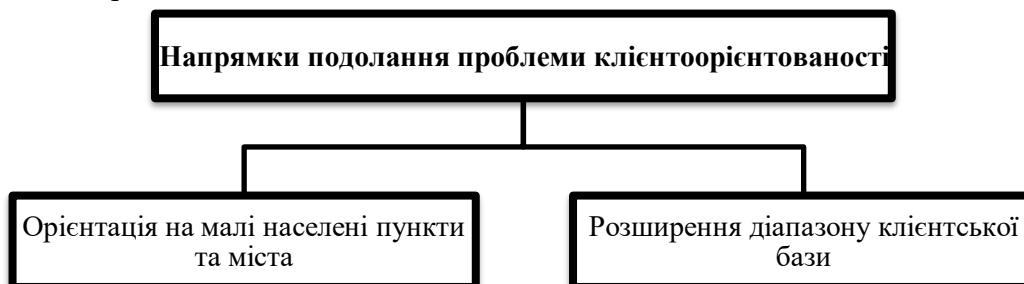 Напрямки подолання проблеми клієнтоорієнтованості
Орієнтація на малі населені пункти
та міста
Розширення діапазону клієнтської
бази